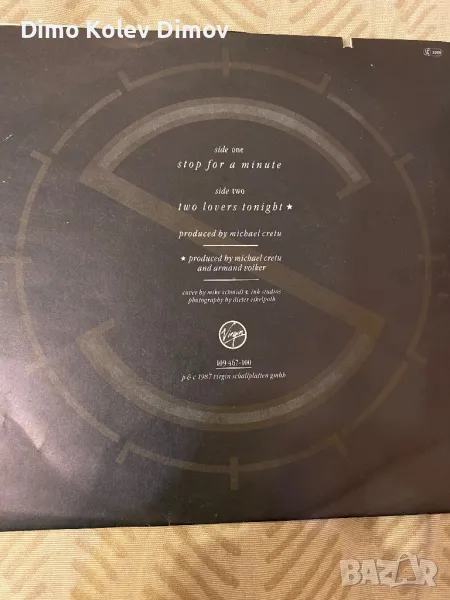 Dimo Kolev Dimov
side one
stop for a minute
side two
two lovers tonight ★
produced by michael cretu
★ produced by michael cretu
and armand volker
cover by mike schmidt & ink studios
photography by dieter eikelpoth
Virgin
109 467-100
p & c 1987 virgin schallplatten gmbh
BAZAR